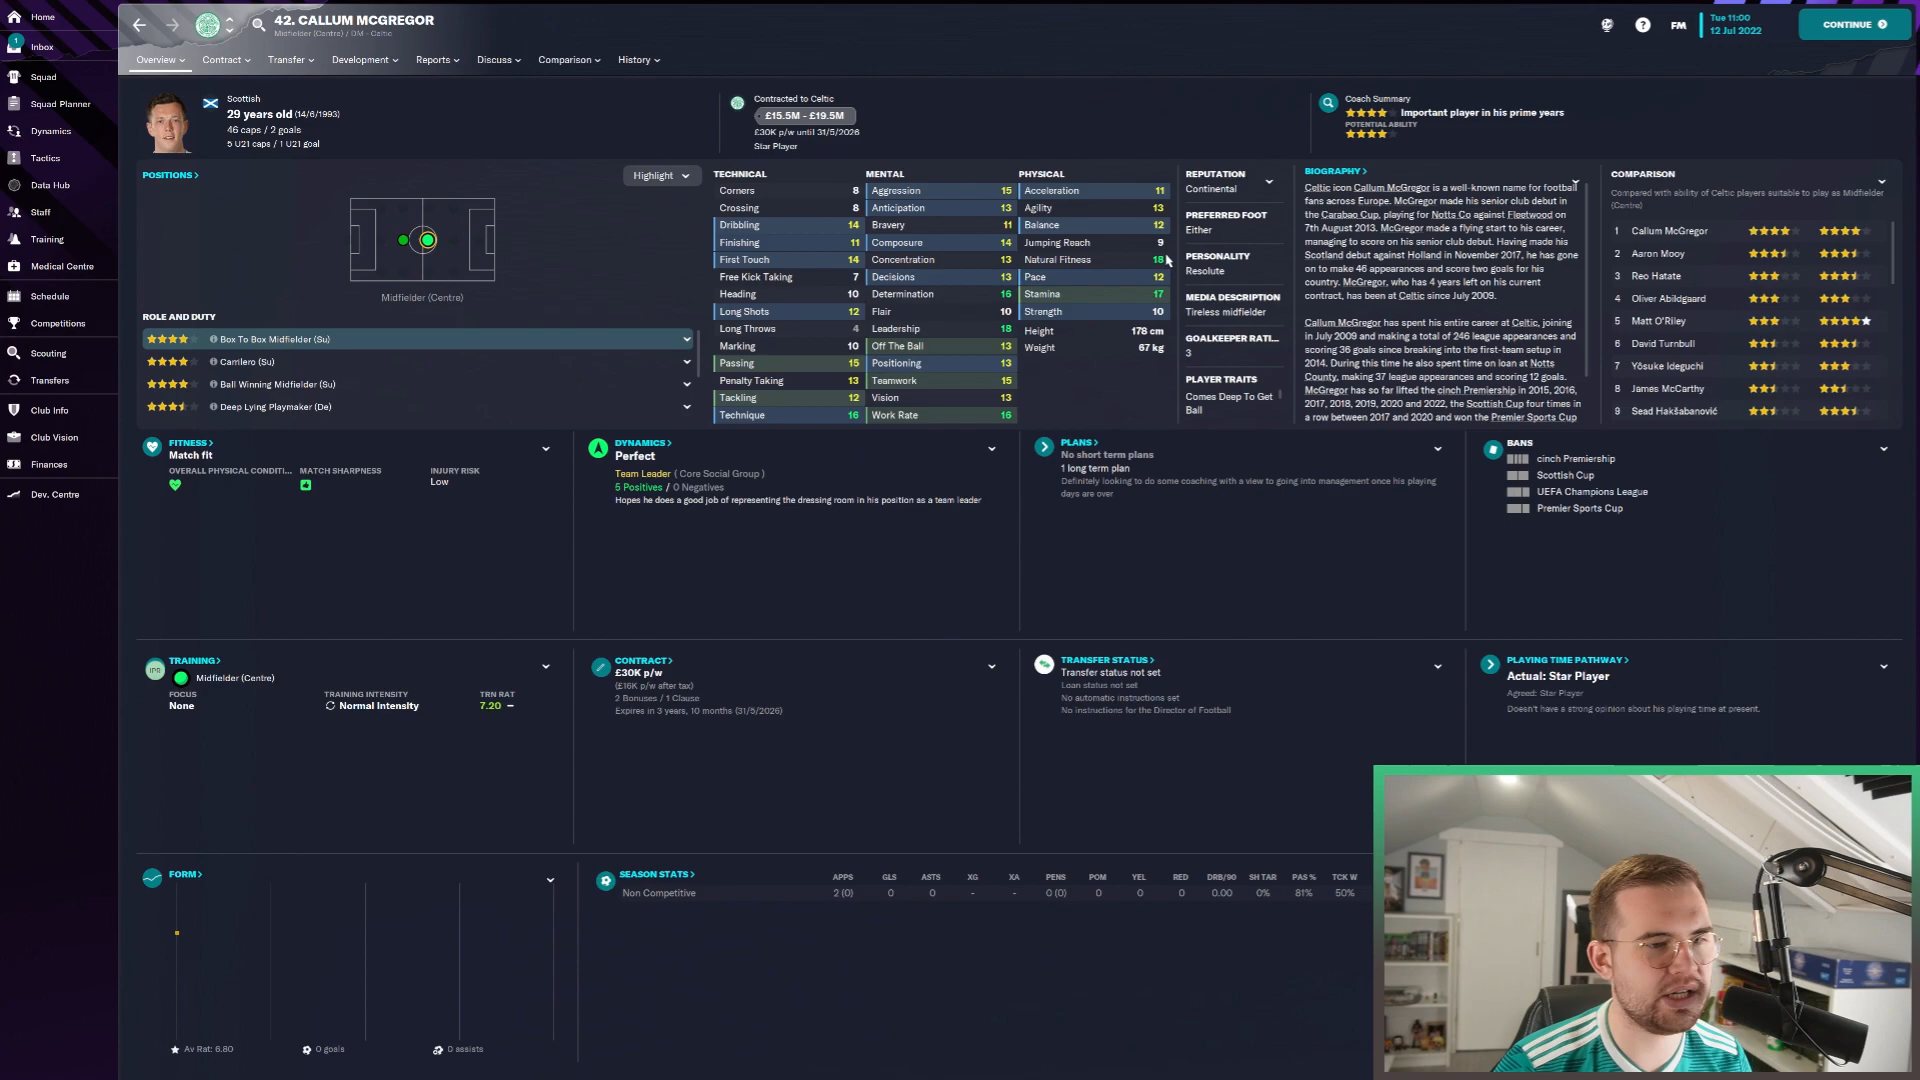 Home
1
Inbox
Squad
Squad Planner
Dynamics
Tactics
Data Hub
Staff
Training
Medical Centre
Schedule
Competitions
Scouting
Transfers
Club Info
Club Vision
Finances
Dev. Centre
42. CALLUM MCGREGOR
Midfielder (Centre) / DM - Celtic
FM
Tue 11:00
12 Jul 2022
CONTINUE
Overview
Contract
Transfer
Development
Reports
Discuss
Comparison
History
Scottish
29 years old (14/6/1993)
46 caps / 2 goals
5 U21 caps / 1 U21 goal
Contracted to Celtic
£15.5M - £19.5M
£30K p/w until 31/5/2026
Star Player
Coach Summary
Important player in his prime years
POTENTIAL ABILITY
POSITIONS
Highlight
Midfielder (Centre)
ROLE AND DUTY
Box To Box Midfielder (Su)
Carrilero (Su)
Ball Winning Midfielder (Su)
Deep Lying Playmaker (De)
TECHNICAL
Corners 8
Crossing 8
Dribbling 14
Finishing 11
First Touch 14
Free Kick Taking 7
Heading 10
Long Shots 12
Long Throws 4
Marking 10
Passing 15
Penalty Taking 13
Tackling 12
Technique 16
MENTAL
Aggression 15
Anticipation 13
Bravery 11
Composure 14
Concentration 13
Decisions 13
Determination 16
Flair 10
Leadership 18
Off The Ball 13
Positioning 13
Teamwork 15
Vision 13
Work Rate 16
PHYSICAL
Acceleration 11
Agility 13
Balance 12
Jumping Reach 9
Natural Fitness 18
Pace 12
Stamina 17
Strength 10
Height 178 cm
Weight 67 kg
REPUTATION
Continental
PREFERRED FOOT
Either
PERSONALITY
Resolute
MEDIA DESCRIPTION
Tireless midfielder
GOALKEEPER RATI...
3
PLAYER TRAITS
Comes Deep To Get
Ball
BIOGRAPHY
Celtic icon Callum McGregor is a well-known name for football
fans across Europe. McGregor made his senior club debut in
the Carabao Cup, playing for Notts Co against Fleetwood on
7th August 2013. McGregor made a flying start to his career,
managing to score on his senior club debut. Having made his
Scotland debut against Holland in November 2017, he has gone
on to make 46 appearances and score two goals for his
country. McGregor, who has 4 years left on his current
contract, has been at Celtic since July 2009.
Callum McGregor has spent his entire career at Celtic, joining
in July 2009 and making a total of 246 league appearances and
scoring 36 goals since breaking into the first-team setup in
2014. During this time he also spent time on loan at Notts
County, making 37 league appearances and scoring 12 goals.
McGregor has so far lifted the cinch Premiership in 2015, 2016,
2017, 2018, 2019, 2020 and 2022, the Scottish Cup four times in
a row between 2017 and 2020 and won the Premier Sports Cup
COMPARISON
Compared with ability of Celtic players suitable to play as Midfielder
(Centre)
1 Callum McGregor
2 Aaron Mooy
3 Reo Hatate
4 Oliver Abildgaard
5 Matt O'Riley
6 David Turnbull
7 Yōsuke Ideguchi
8 James McCarthy
9 Sead Hakšabanović
FITNESS
Match fit
OVERALL PHYSICAL CONDITI...
MATCH SHARPNESS
INJURY RISK
Low
DYNAMICS
Perfect
Team Leader ( Core Social Group )
5 Positives / 0 Negatives
Hopes he does a good job of representing the dressing room in his position as a team leader
PLANS
No short term plans
1 long term plan
Definitely looking to do some coaching with a view to going into management once his playing
days are over
BANS
cinch Premiership
Scottish Cup
UEFA Champions League
Premier Sports Cup
TRAINING
IPR
Midfielder (Centre)
FOCUS
None
TRAINING INTENSITY
Normal Intensity
TRN RAT
7.20 –
CONTRACT
£30K p/w
(£16K p/w after tax)
2 Bonuses / 1 Clause
Expires in 3 years, 10 months (31/5/2026)
TRANSFER STATUS
Transfer status not set
Loan status not set
No automatic instructions set
No instructions for the Director of Football
PLAYING TIME PATHWAY
Actual: Star Player
Agreed: Star Player
Doesn't have a strong opinion about his playing time at present.
FORM
Av Rat: 6.80
0 goals
0 assists
SEASON STATS
APPS GLS ASTS XG XA PENS POM YEL RED DRB/90 SH TAR PAS % TCK W
Non Competitive 2 (0) 0 0 - - 0 (0) 0 0 0 0.00 0% 81% 50%